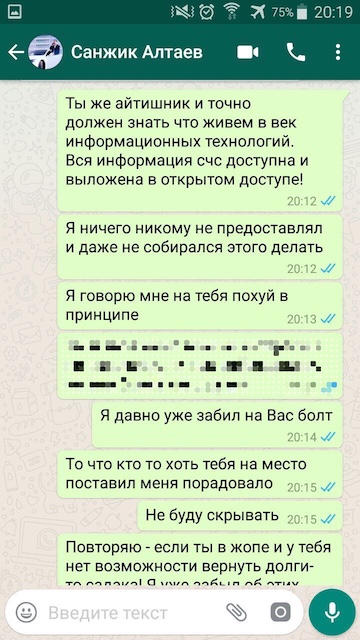 75% 20:19
Санжик Алтаев
Ты же айтишник и точно
должен знать что живем в век
информационных технологий.
Вся информация счс доступна и
выложена в открытом доступе!
20:12
Я ничего никому не предоставлял
и даже не собирался этого делать
20:12
Я говорю мне на тебя похуй в
принципе
20:13
Я давно уже забил на Вас болт
20:14
То что кто то хоть тебя на место
поставил меня порадовало
20:15
Не буду скрывать
20:15
Повторяю - если ты в жопе и у тебя
нет возможности вернуть долги-
то садака! Я уже забыл об этих
Введите текст